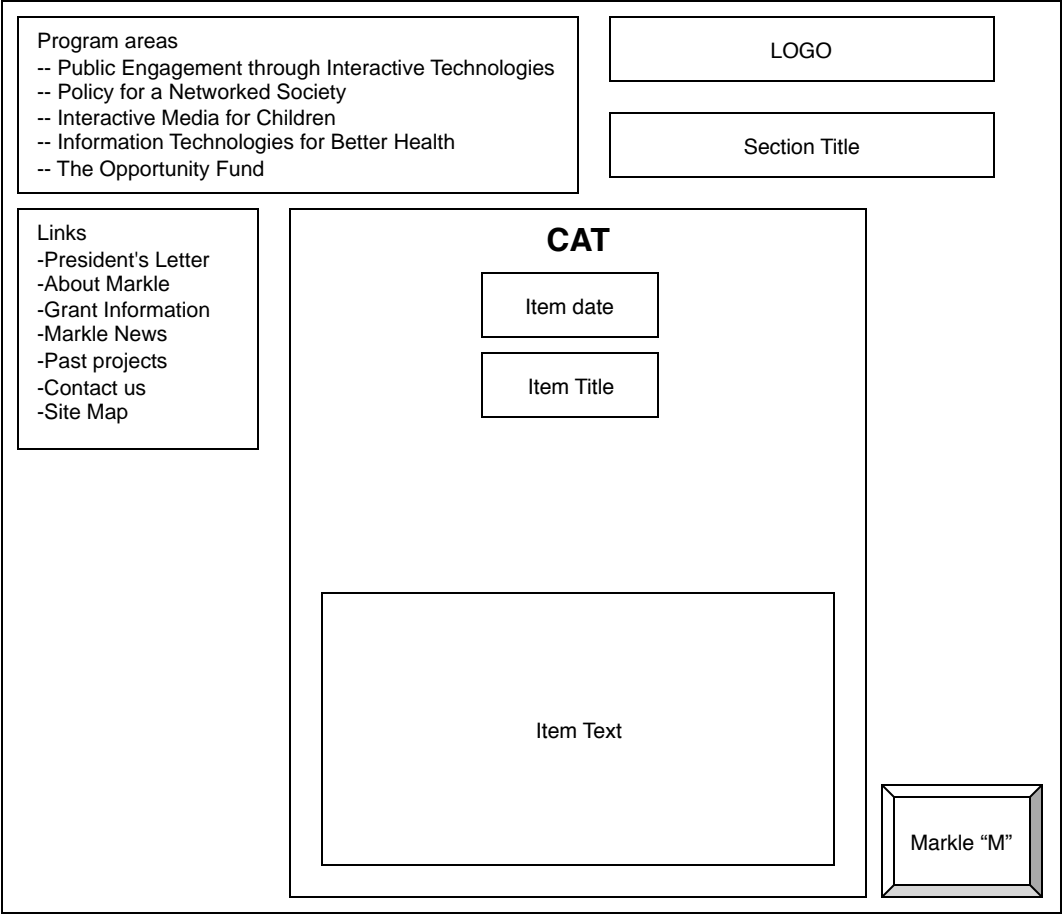 Program areas
-- Public Engagement through Interactive Technologies
-- Policy for a Networked Society
-- Interactive Media for Children
-- Information Technologies for Better Health
-- The Opportunity Fund
LOGO
Section Title
Links
-President's Letter
-About Markle
-Grant Information
-Markle News
-Past projects
-Contact us
-Site Map
CAT
Item date
Item Title
Item Text
Markle “M”